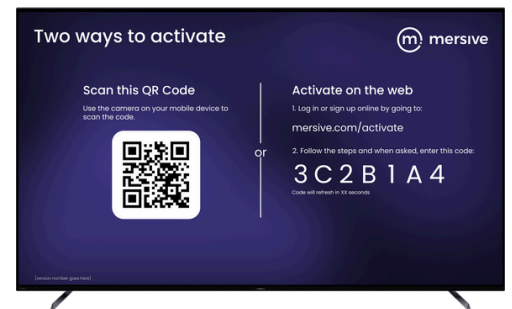 Two ways to activate
mersive
Scan this QR Code
Use the camera on your mobile device to
scan the code.
or
Activate on the web
1. Log in or sign up online by going to:
mersive.com/activate
2. Follow the steps and when asked, enter this code:
3C2B1A4
Code will refresh in XX seconds
[version number goes here]